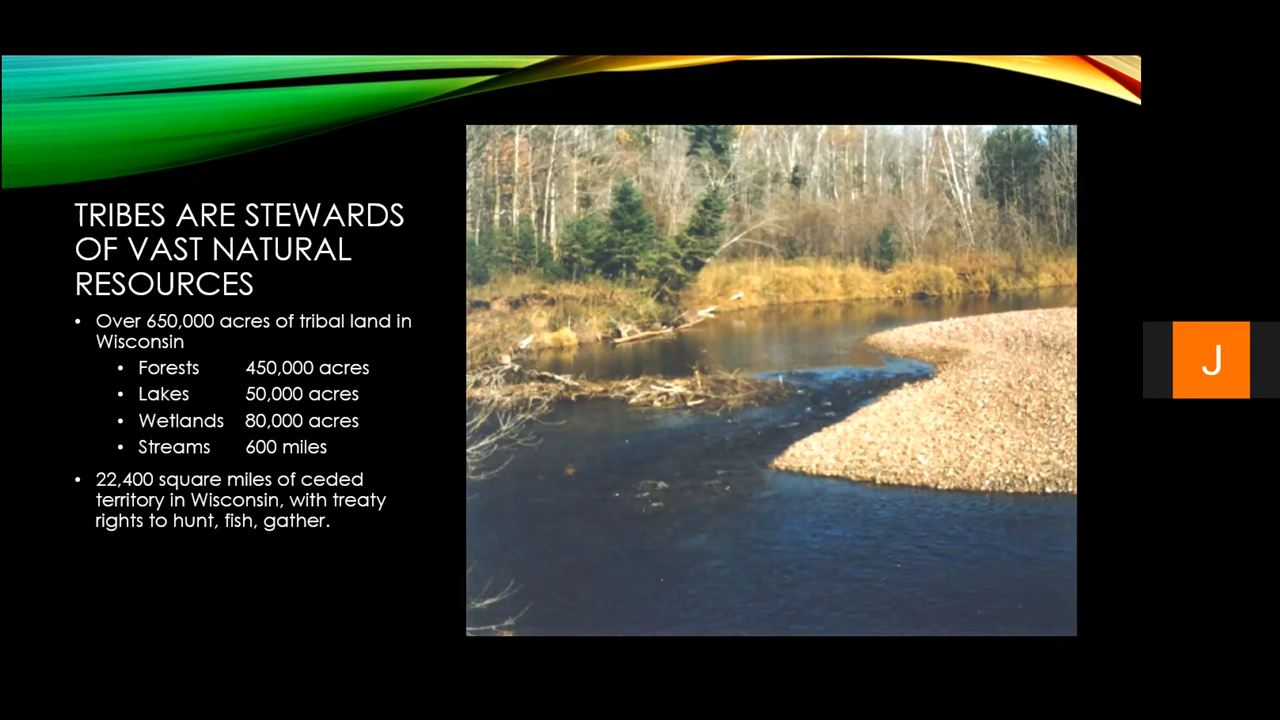 TRIBES ARE STEWARDS
OF VAST NATURAL
RESOURCES
• Over 650,000 acres of tribal land in
Wisconsin
• Forests 450,000 acres
• Lakes 50,000 acres
• Wetlands 80,000 acres
• Streams 600 miles
• 22,400 square miles of ceded
territory in Wisconsin, with treaty
rights to hunt, fish, gather.
J